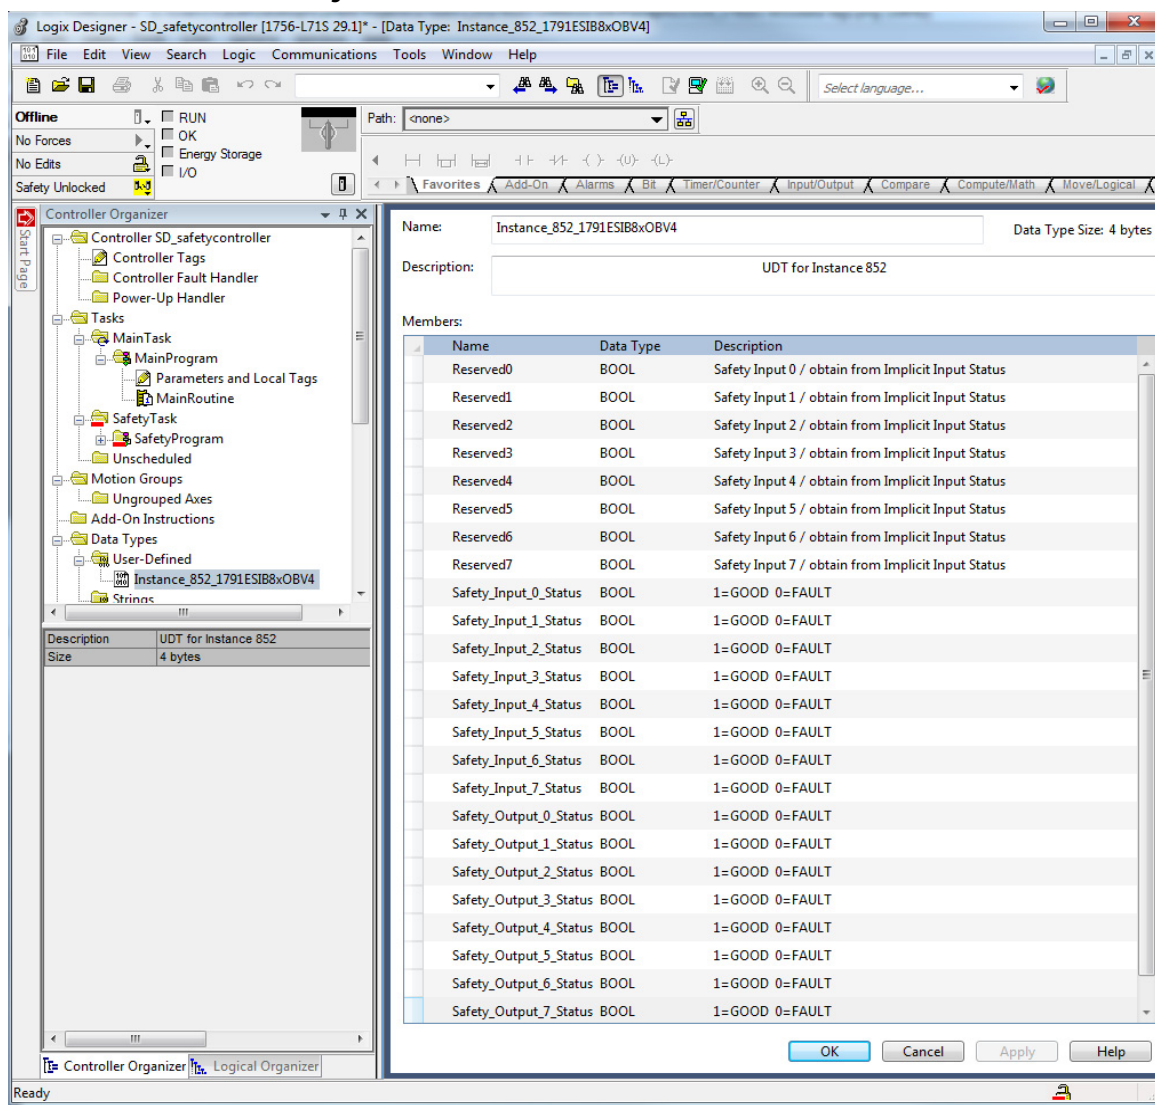 Logix Designer - SD_safetycontroller [1756-L71S 29.1]* - [Data Type: Instance_852_1791ESIB8xOBV4]
File Edit View Search Logic Communications Tools Window Help
Select language...
Offline
RUN
Path: <none>
No Forces
OK
Energy Storage
No Edits
I/O
Safety Unlocked
Favorites Add-On Alarms Bit Timer/Counter Input/Output Compare Compute/Math Move/Logical
Start Page
Controller Organizer
Controller SD_safetycontroller
Controller Tags
Controller Fault Handler
Power-Up Handler
Tasks
MainTask
MainProgram
Parameters and Local Tags
MainRoutine
SafetyTask
SafetyProgram
Unscheduled
Motion Groups
Ungrouped Axes
Add-On Instructions
Data Types
User-Defined
Instance_852_1791ESIB8xOBV4
Strings
Description UDT for Instance 852
Size 4 bytes
Controller Organizer Logical Organizer
Name: Instance_852_1791ESIB8xOBV4 Data Type Size: 4 bytes
Description: UDT for Instance 852
Members:
Name Data Type Description
Reserved0 BOOL Safety Input 0 / obtain from Implicit Input Status
Reserved1 BOOL Safety Input 1 / obtain from Implicit Input Status
Reserved2 BOOL Safety Input 2 / obtain from Implicit Input Status
Reserved3 BOOL Safety Input 3 / obtain from Implicit Input Status
Reserved4 BOOL Safety Input 4 / obtain from Implicit Input Status
Reserved5 BOOL Safety Input 5 / obtain from Implicit Input Status
Reserved6 BOOL Safety Input 6 / obtain from Implicit Input Status
Reserved7 BOOL Safety Input 7 / obtain from Implicit Input Status
Safety_Input_0_Status BOOL 1=GOOD 0=FAULT
Safety_Input_1_Status BOOL 1=GOOD 0=FAULT
Safety_Input_2_Status BOOL 1=GOOD 0=FAULT
Safety_Input_3_Status BOOL 1=GOOD 0=FAULT
Safety_Input_4_Status BOOL 1=GOOD 0=FAULT
Safety_Input_5_Status BOOL 1=GOOD 0=FAULT
Safety_Input_6_Status BOOL 1=GOOD 0=FAULT
Safety_Input_7_Status BOOL 1=GOOD 0=FAULT
Safety_Output_0_Status BOOL 1=GOOD 0=FAULT
Safety_Output_1_Status BOOL 1=GOOD 0=FAULT
Safety_Output_2_Status BOOL 1=GOOD 0=FAULT
Safety_Output_3_Status BOOL 1=GOOD 0=FAULT
Safety_Output_4_Status BOOL 1=GOOD 0=FAULT
Safety_Output_5_Status BOOL 1=GOOD 0=FAULT
Safety_Output_6_Status BOOL 1=GOOD 0=FAULT
Safety_Output_7_Status BOOL 1=GOOD 0=FAULT
OK Cancel Apply Help
Ready